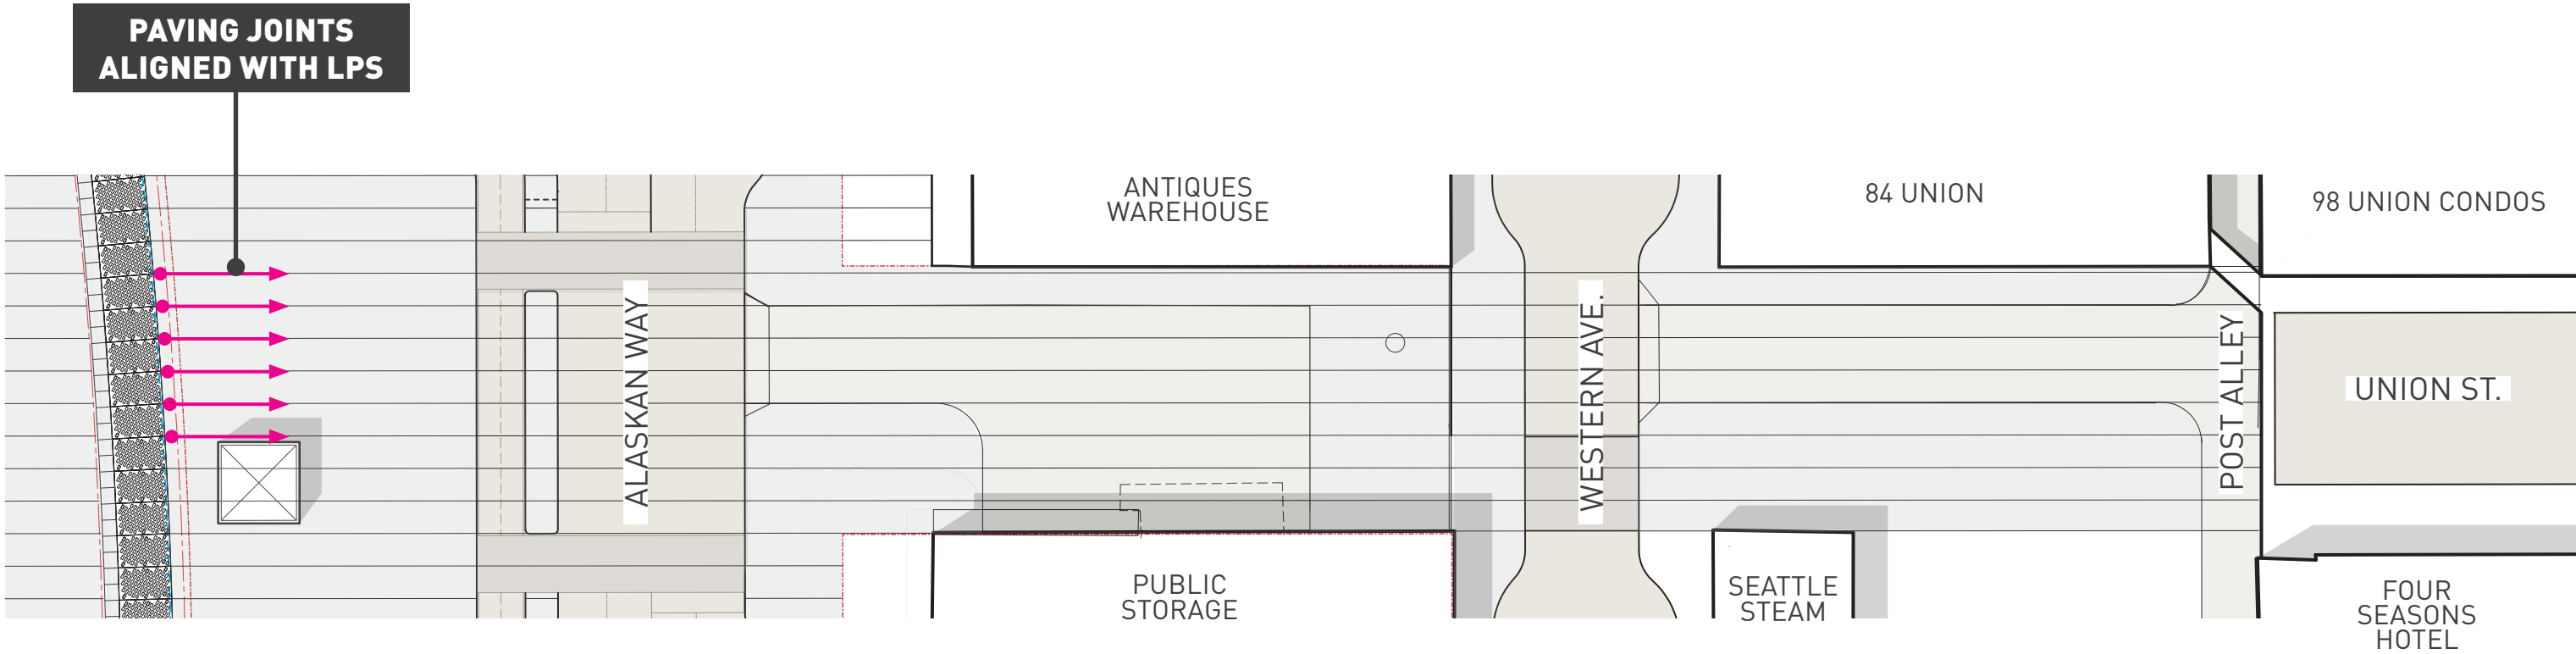 PAVING JOINTS
ALIGNED WITH LPS
ALASKAN WAY
ANTIQUES
WAREHOUSE
PUBLIC
STORAGE
WESTERN AVE.
84 UNION
SEATTLE
STEAM
POST ALLEY
98 UNION CONDOS
UNION ST.
FOUR
SEASONS
HOTEL